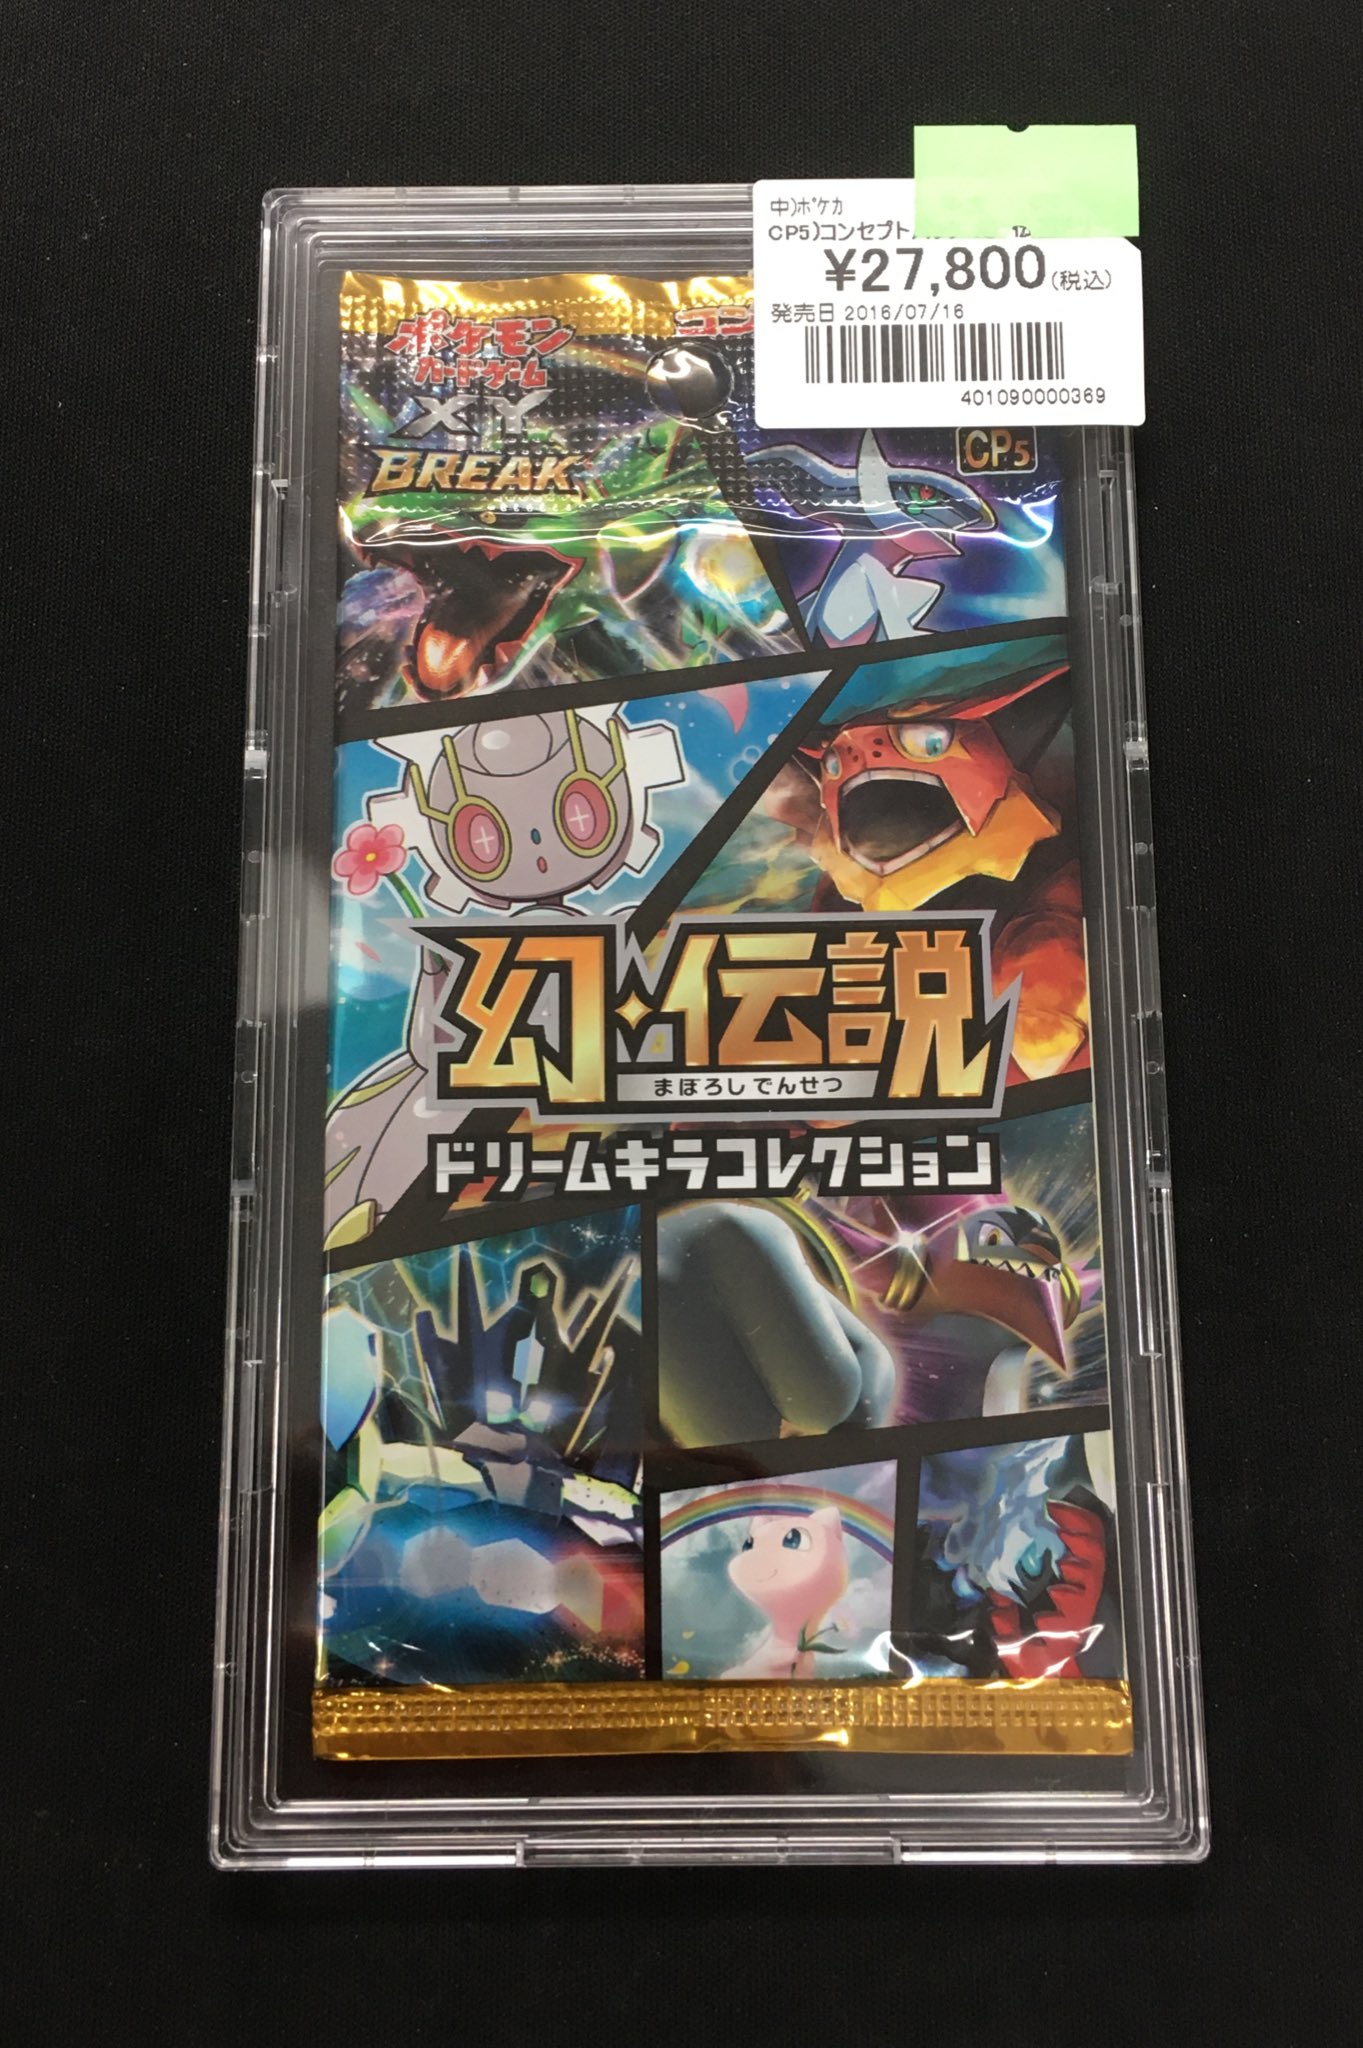 中)ポケカ
CP5)コンセプト
¥27,800(税込)
発売日 2016/07/16
401090000369
ポケモン
カードゲーム
XY
BREAK
コン
CP5
幻・伝説
まぼろしでんせつ
ドリームキラコレクション